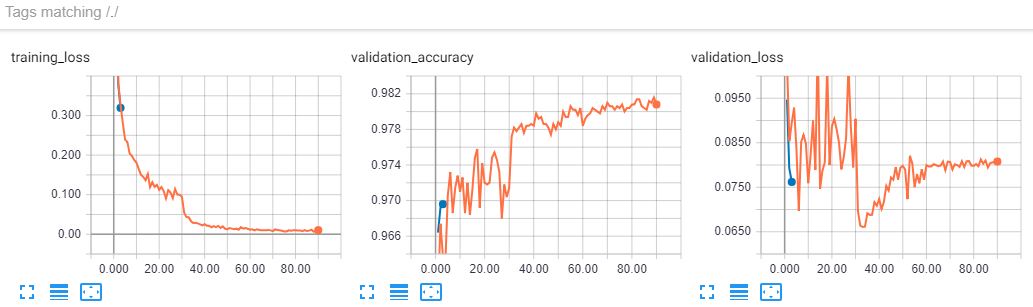 Tags matching /./
training_loss
0.300
0.200
0.100
0.00
0.000 20.00 40.00 60.00 80.00
validation_accuracy
0.982
0.978
0.974
0.970
0.966
0.000 20.00 40.00 60.00 80.00
validation_loss
0.0950
0.0850
0.0750
0.0650
0.000 20.00 40.00 60.00 80.00